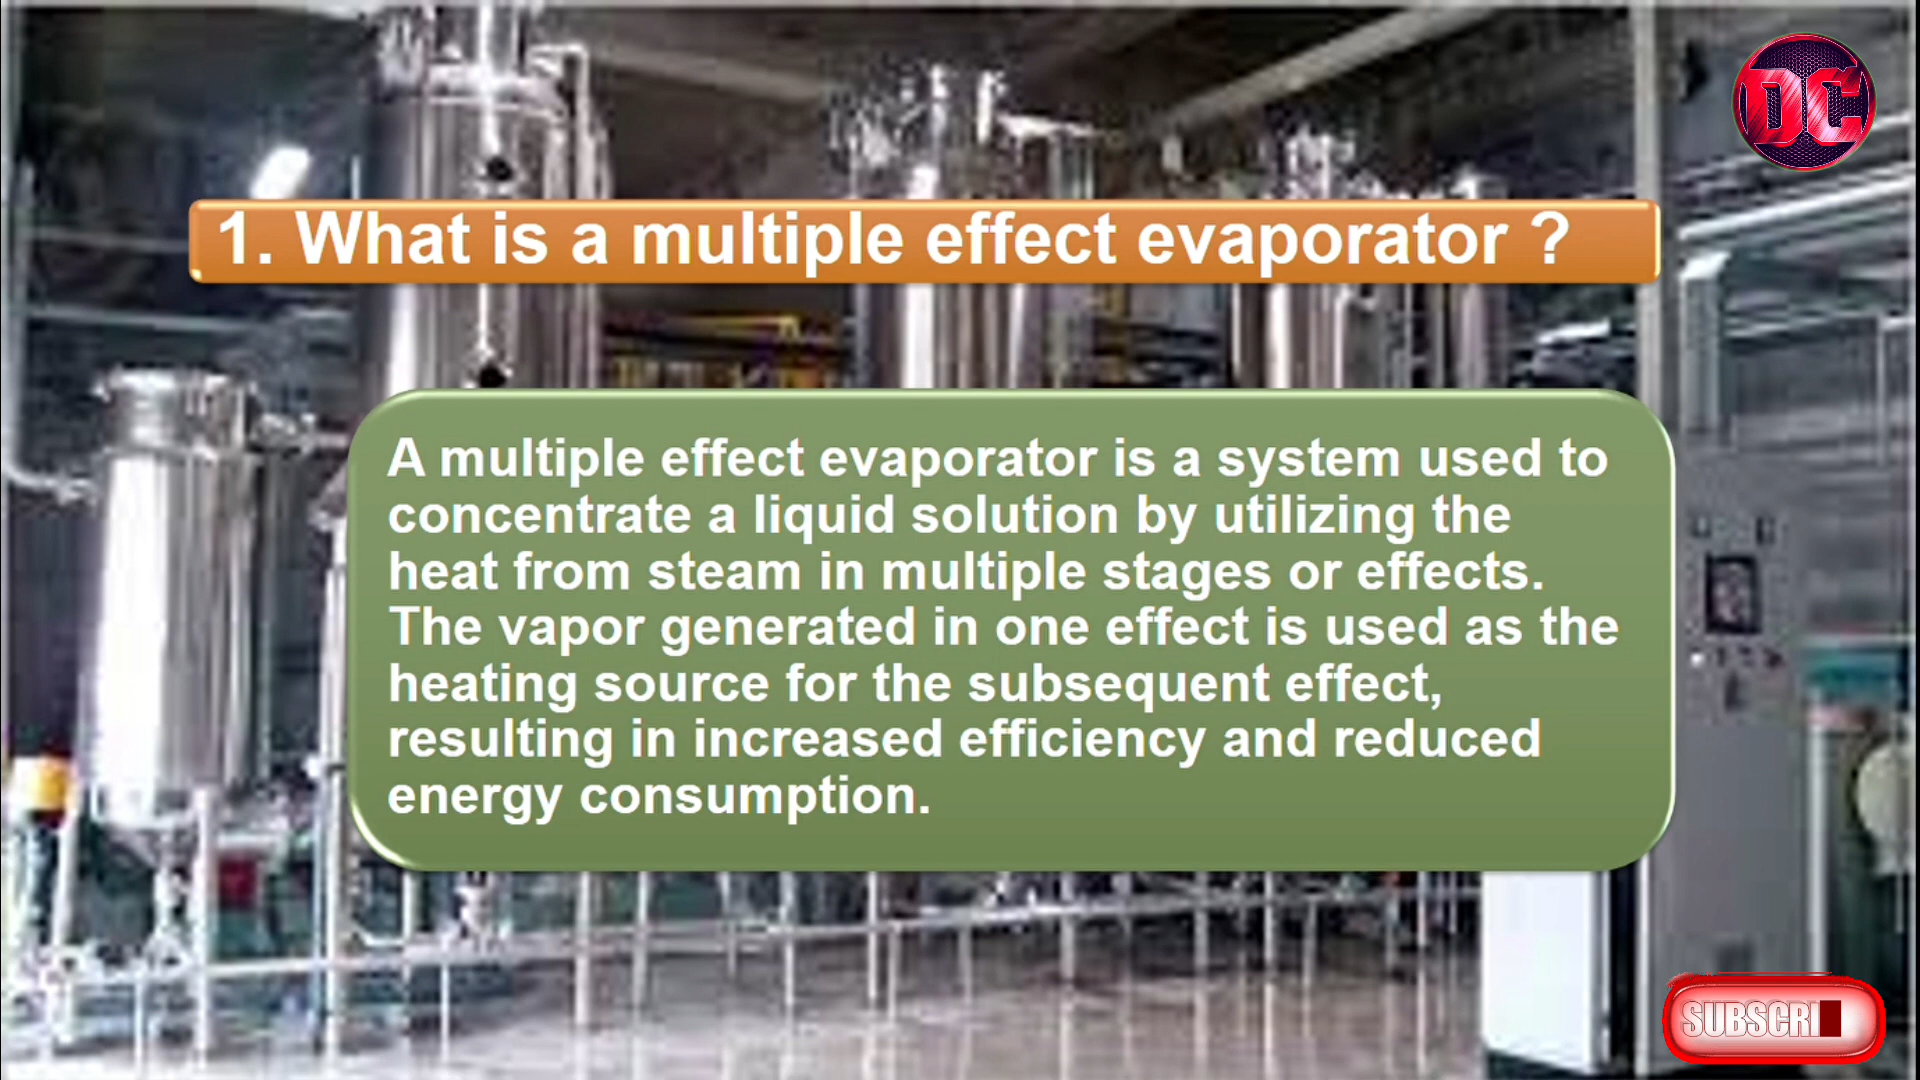 DC
1. What is a multiple effect evaporator ?
A multiple effect evaporator is a system used to
concentrate a liquid solution by utilizing the
heat from steam in multiple stages or effects.
The vapor generated in one effect is used as the
heating source for the subsequent effect,
resulting in increased efficiency and reduced
energy consumption.
SUBSCRI